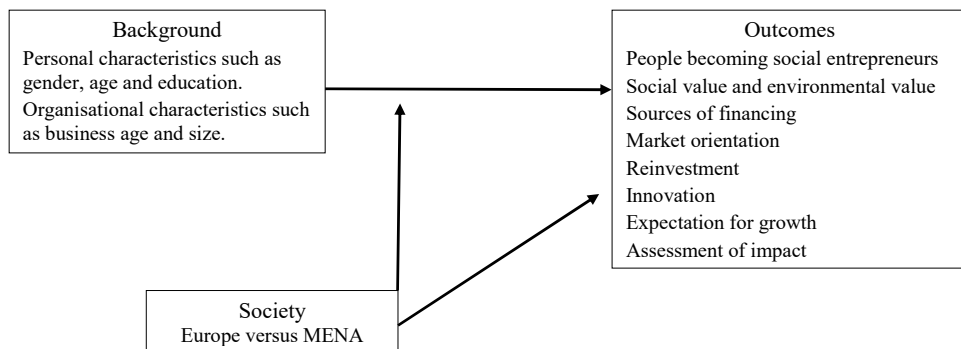 Background
Personal characteristics such as
gender, age and education.
Organisational characteristics such
as business age and size.
Outcomes
People becoming social entrepreneurs
Social value and environmental value
Sources of financing
Market orientation
Reinvestment
Innovation
Expectation for growth
Assessment of impact
Society
Europe versus MENA